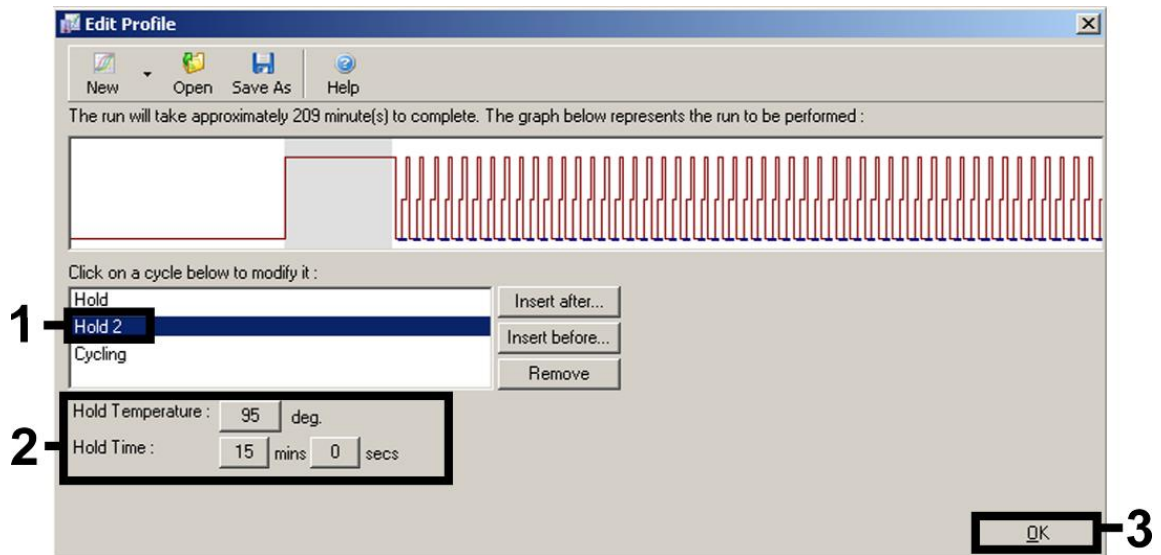 Edit Profile
New Open Save As Help
The run will take approximately 209 minute(s) to complete. The graph below represents the run to be performed :
Click on a cycle below to modify it :
Hold
Insert after...
1
Hold 2
Insert before...
Cycling
Remove
Hold Temperature : 95 deg.
2
Hold Time : 15 mins 0 secs
OK
3